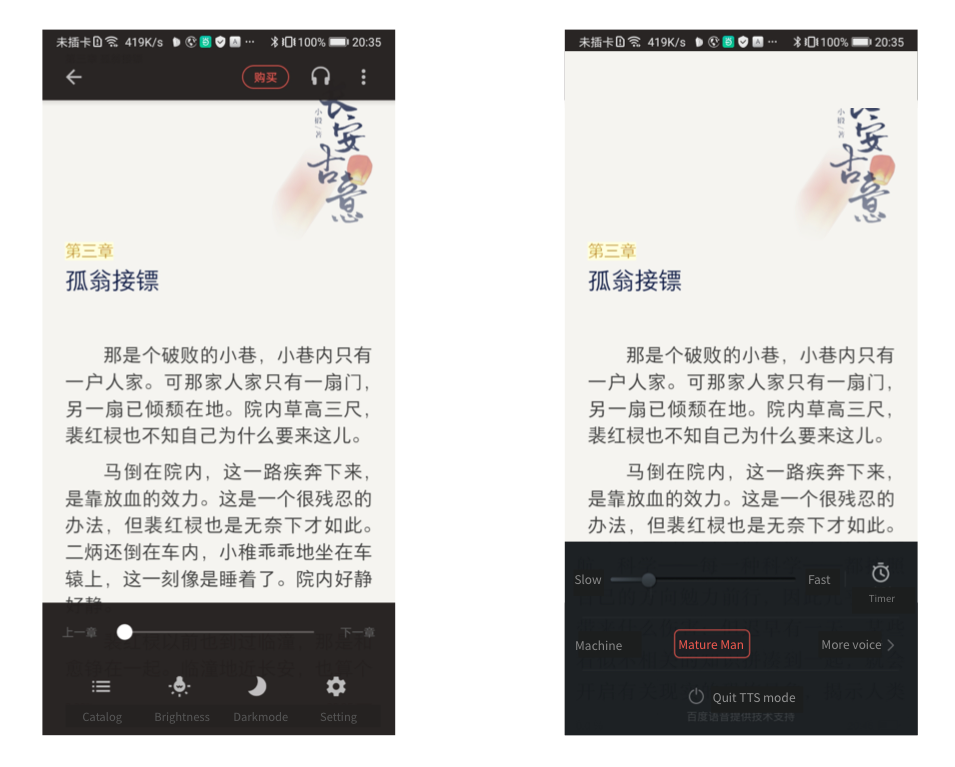 未插卡 419K/s ··· 100% 20:35
购买
长安古意
小狐/著
第三章
孤翁接镖
那是个破败的小巷，小巷内只有
一户人家。可那家人家只有一扇门，
另一扇已倾颓在地。院内草高三尺，
裴红棂也不知自己为什么要来这儿。
马倒在院内，这一路疾奔下来，
是靠放血的效力。这是一个很残忍的
办法，但裴红棂也是无奈下才如此。
二炳还倒在车内，小稚乖乖地坐在车
辕上，这一刻像是睡着了。院内好静
好静
上一章 下一章
Catalog Brightness Darkmode Setting
未插卡 419K/s ··· 100% 20:35
长安古意
第三章
孤翁接镖
那是个破败的小巷，小巷内只有
一户人家。可那家人家只有一扇门，
另一扇已倾颓在地。院内草高三尺，
裴红棂也不知自己为什么要来这儿。
马倒在院内，这一路疾奔下来，
是靠放血的效力。这是一个很残忍的
办法，但裴红棂也是无奈下才如此。
Slow Fast
Timer
Machine Mature Man More voice
Quit TTS mode
百度语音提供技术支持